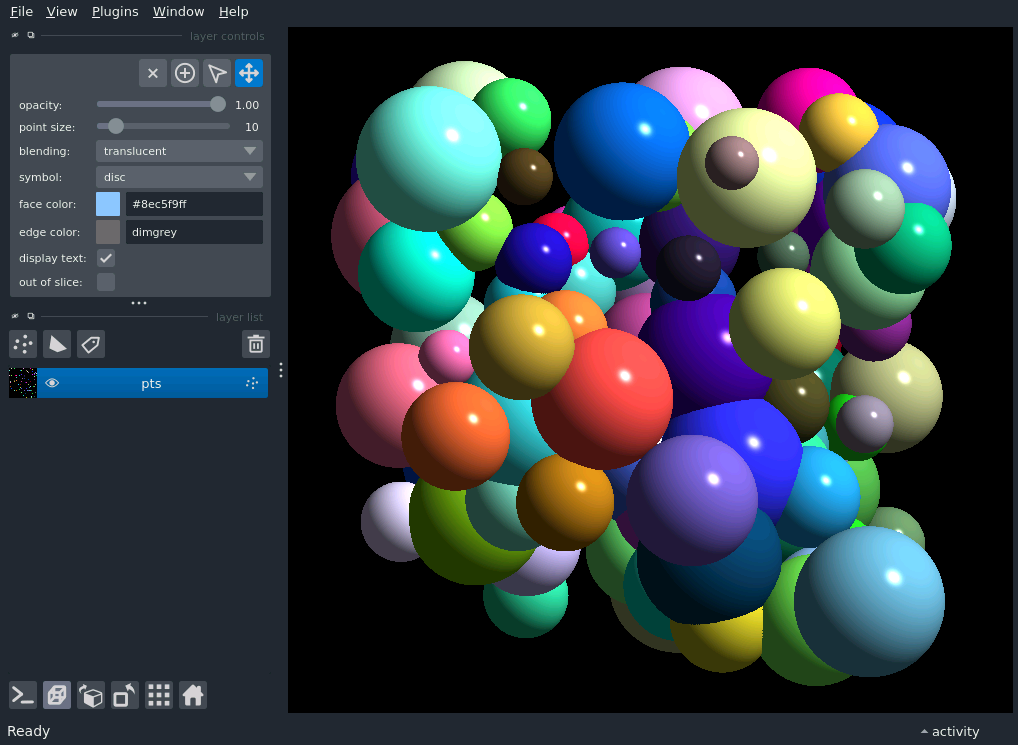 File View Plugins Window Help
layer controls
opacity: 1.00
point size: 10
blending: translucent
symbol: disc
face color: #8ec5f9ff
edge color: dimgrey
display text:
out of slice:
layer list
pts
Ready
activity